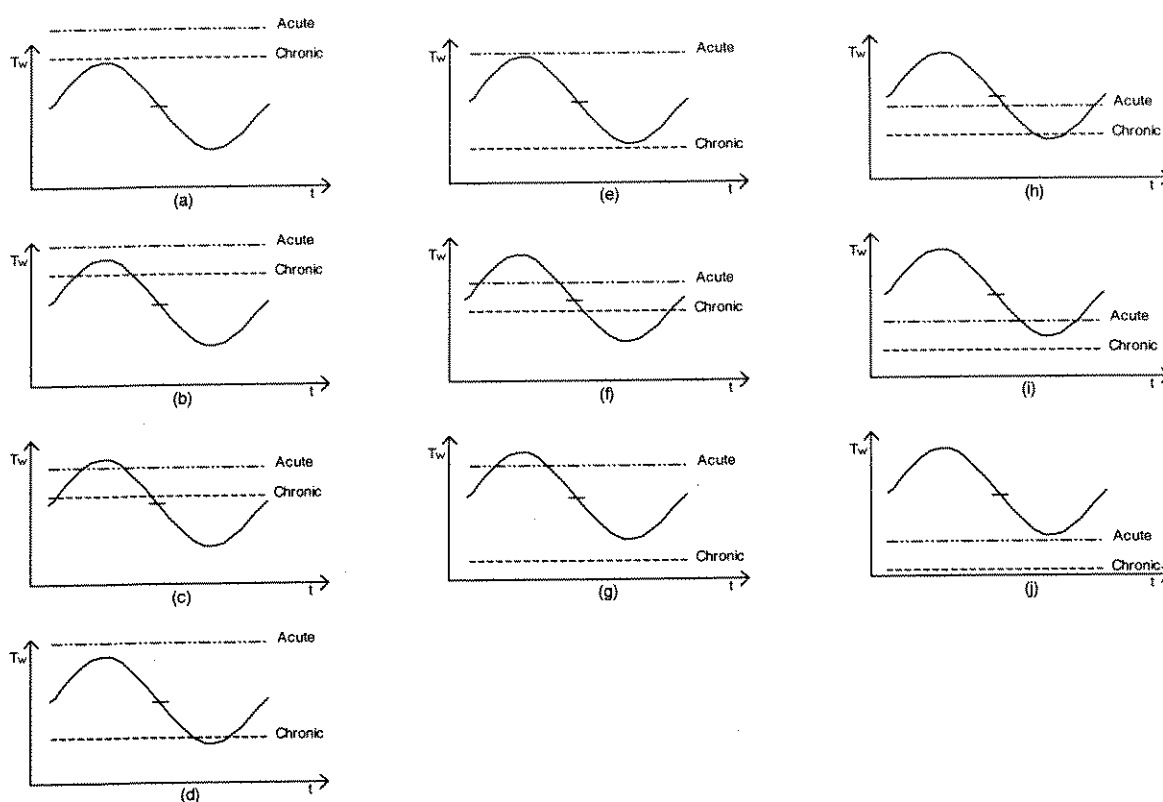 Acute
Chronic
Tw
t
(a)
Acute
Chronic
Tw
t
(b)
Acute
Chronic
Tw
t
(c)
Acute
Chronic
Tw
t
(d)
Acute
Chronic
Tw
t
(e)
Acute
Chronic
Tw
t
(f)
Acute
Chronic
Tw
t
(g)
Acute
Chronic
Tw
t
(h)
Acute
Chronic
Tw
t
(i)
Acute
Chronic
Tw
t
(j)